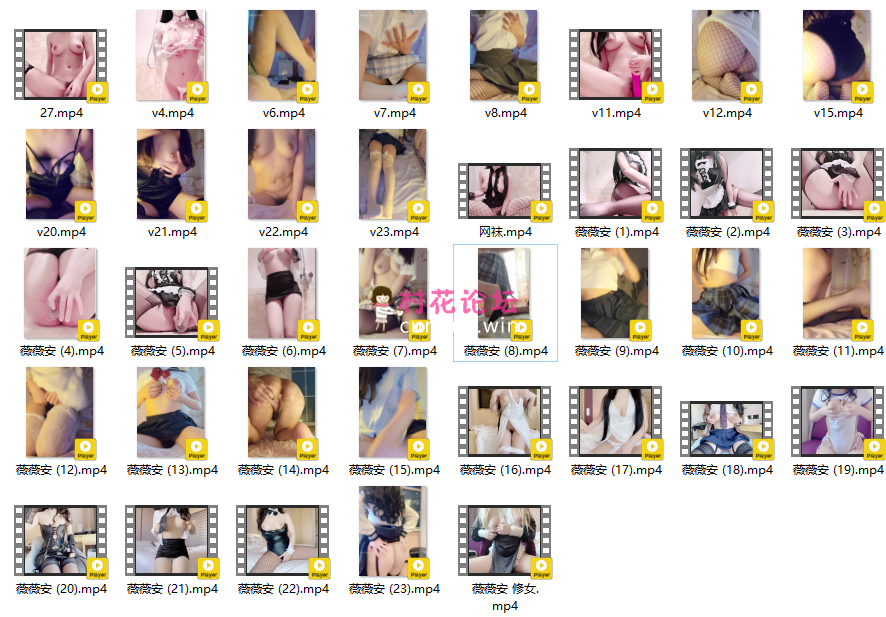 27.mp4
v4.mp4
v6.mp4
v7.mp4
v8.mp4
v11.mp4
v12.mp4
v15.mp4
v20.mp4
v21.mp4
v22.mp4
v23.mp4
网袜.mp4
薇薇安 (1).mp4
薇薇安 (2).mp4
薇薇安 (3).mp4
薇薇安 (4).mp4
薇薇安 (5).mp4
薇薇安 (6).mp4
薇薇安 (7).mp4
薇薇安 (8).mp4
薇薇安 (9).mp4
薇薇安 (10).mp4
薇薇安 (11).mp4
村花论坛
薇薇安 (12).mp4
薇薇安 (13).mp4
薇薇安 (14).mp4
薇薇安 (15).mp4
薇薇安 (16).mp4
薇薇安 (17).mp4
薇薇安 (18).mp4
薇薇安 (19).mp4
薇薇安 (20).mp4
薇薇安 (21).mp4
薇薇安 (22).mp4
薇薇安 (23).mp4
薇薇安 修女.
mp4